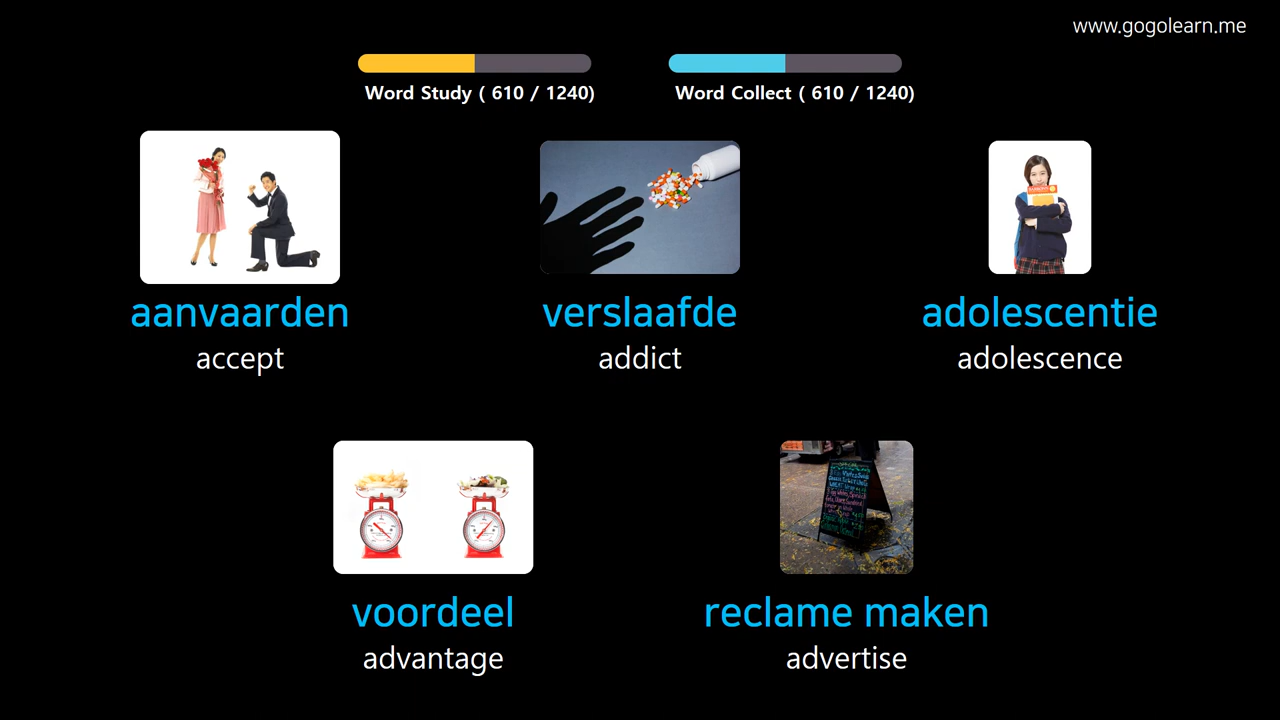 www.gogolearn.me
Word Study ( 610 / 1240)
Word Collect ( 610 / 1240)
aanvaarden
accept
verslaafde
addict
adolescentie
adolescence
voordeel
advantage
reclame maken
advertise